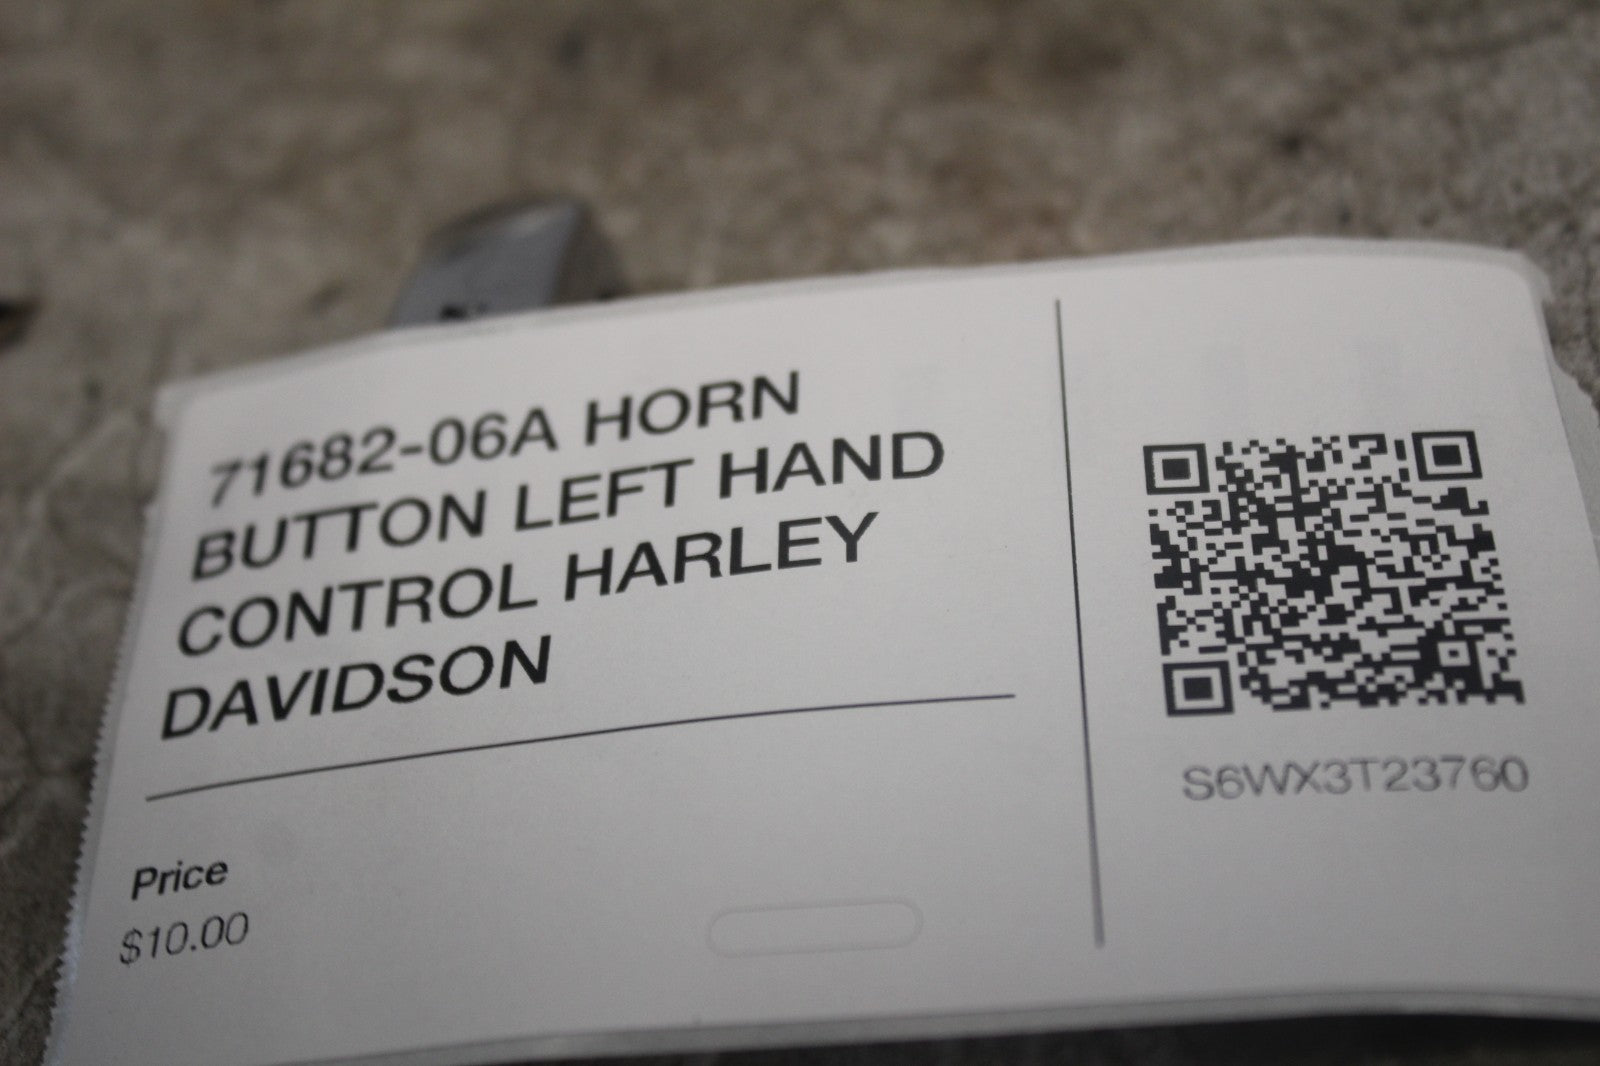 71682-06A HORN
BUTTON LEFT HAND
CONTROL HARLEY
DAVIDSON
Price
$10.00
S6WX3T23760